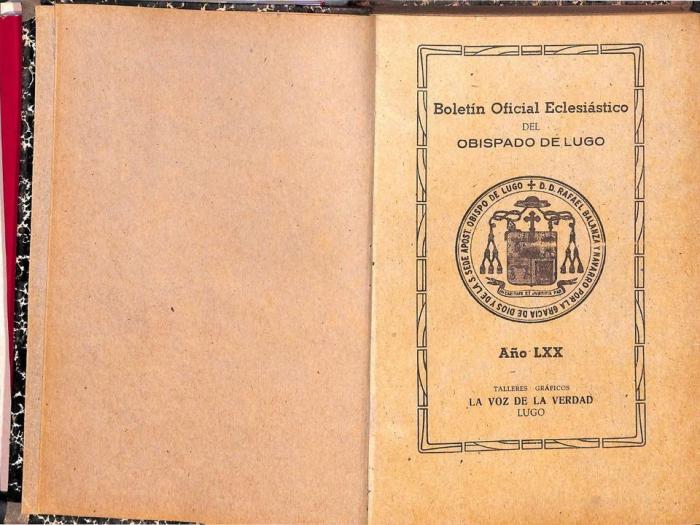 Boletín Oficial Eclesiástico
DEL
OBISPADO DE LUGO
D. D. RAFAEL BALANZA Y NAVARRO POR LA GRACIA DE DIOS Y DE LA S. SEDE APOST. OBISPO DE LUGO
Año LXX
TALLERES GRÁFICOS
LA VOZ DE LA VERDAD
LUGO